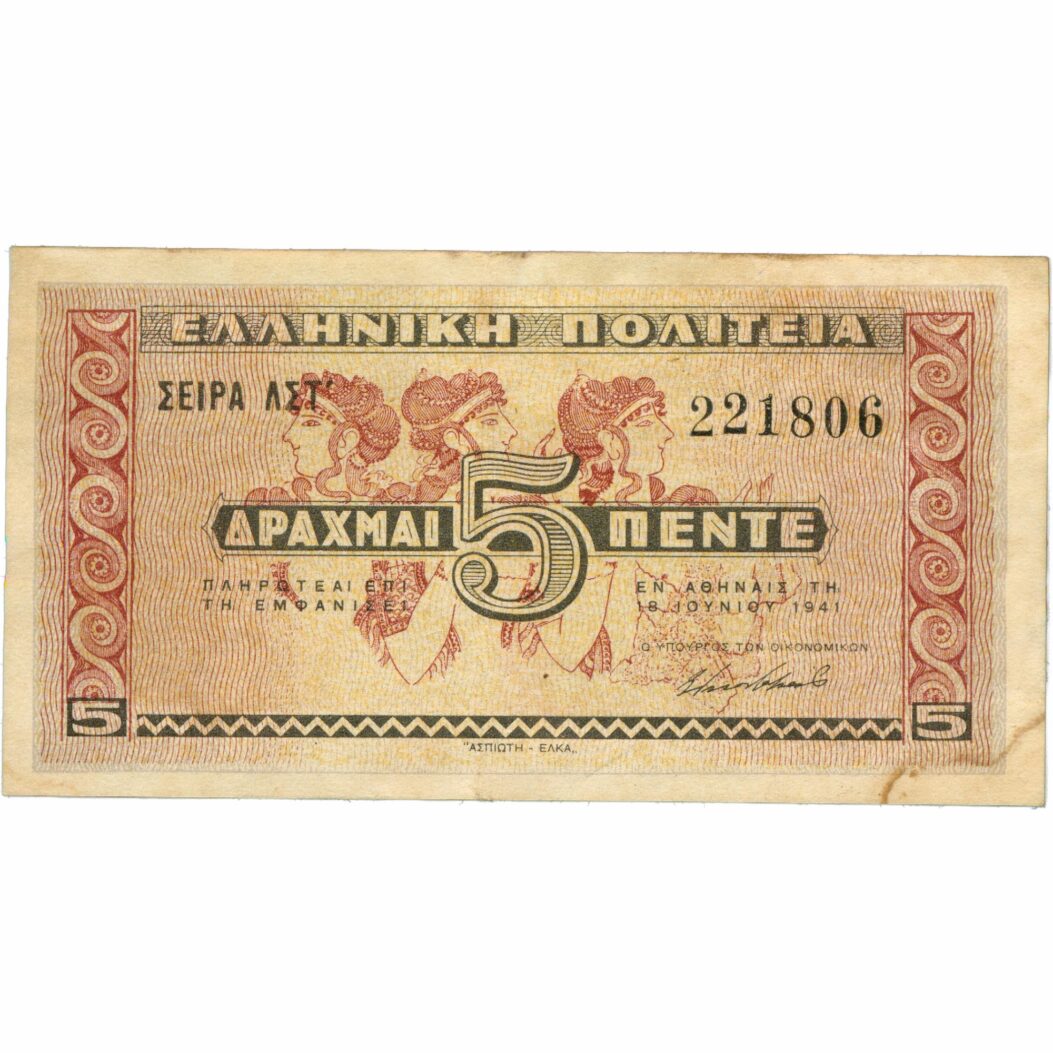 ΕΛΛΗΝΙΚΗ ΠΟΛΙΤΕΙΑ
ΣΕΙΡΑ ΛΣΤ'
221806
ΔΡΑΧΜΑΙ 5 ΠΕΝΤΕ
ΠΛΗΡΩΤΕΑΙ ΕΠΙ
ΤΗ ΕΜΦΑΝΙΣΕΙ
ΕΝ ΑΘΗΝΑΙΣ ΤΗ
18 ΙΟΥΝΙΟΥ 1941
Ο ΥΠΟΥΡΓΟΣ ΤΩΝ ΟΙΚΟΝΟΜΙΚΩΝ
5 5
"ΑΣΠΙΩΤΗ - ΕΛΚΑ„